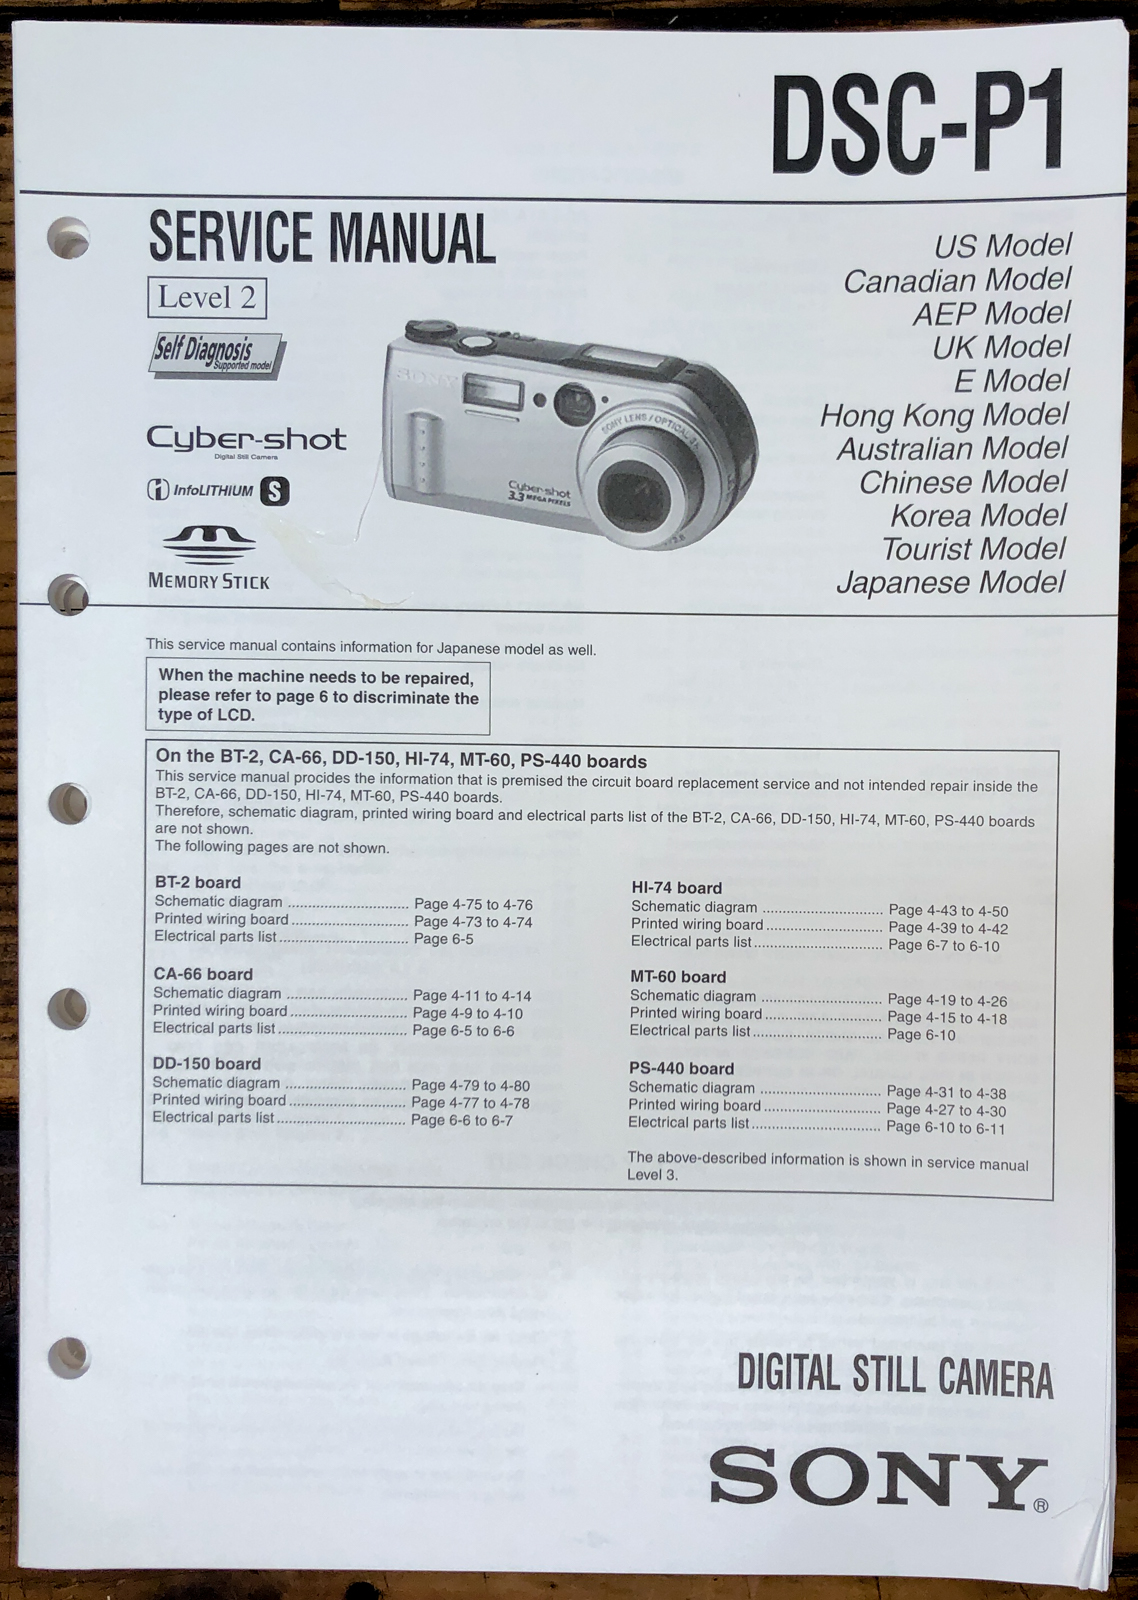 DSC-P1
SERVICE MANUAL
Level 2
Self Diagnosis
Supported model
Cyber-shot
Digital Still Camera
InfoLITHIUM S
MEMORY STICK
SONY
SONY LENS / OPTICAL 3x
Cyber-shot
3.3 MEGA PIXELS
US Model
Canadian Model
AEP Model
UK Model
E Model
Hong Kong Model
Australian Model
Chinese Model
Korea Model
Tourist Model
Japanese Model
This service manual contains information for Japanese model as well.
When the machine needs to be repaired,
please refer to page 6 to discriminate the
type of LCD.
On the BT-2, CA-66, DD-150, HI-74, MT-60, PS-440 boards
This service manual procides the information that is premised the circuit board replacement service and not intended repair inside the
BT-2, CA-66, DD-150, HI-74, MT-60, PS-440 boards.
Therefore, schematic diagram, printed wiring board and electrical parts list of the BT-2, CA-66, DD-150, HI-74, MT-60, PS-440 boards
are not shown.
The following pages are not shown.
BT-2 board
Schematic diagram .............................. Page 4-75 to 4-76
Printed wiring board ............................. Page 4-73 to 4-74
Electrical parts list ................................ Page 6-5
CA-66 board
Schematic diagram .............................. Page 4-11 to 4-14
Printed wiring board ............................. Page 4-9 to 4-10
Electrical parts list ................................ Page 6-5 to 6-6
DD-150 board
Schematic diagram .............................. Page 4-79 to 4-80
Printed wiring board ............................. Page 4-77 to 4-78
Electrical parts list ................................ Page 6-6 to 6-7
HI-74 board
Schematic diagram .............................. Page 4-43 to 4-50
Printed wiring board ............................. Page 4-39 to 4-42
Electrical parts list ................................ Page 6-7 to 6-10
MT-60 board
Schematic diagram .............................. Page 4-19 to 4-26
Printed wiring board ............................. Page 4-15 to 4-18
Electrical parts list ................................ Page 6-10
PS-440 board
Schematic diagram .............................. Page 4-31 to 4-38
Printed wiring board ............................. Page 4-27 to 4-30
Electrical parts list ................................ Page 6-10 to 6-11
The above-described information is shown in service manual
Level 3.
DIGITAL STILL CAMERA
SONY®